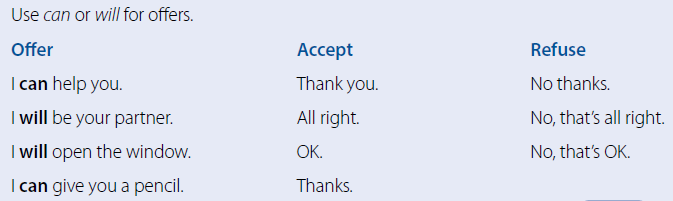 Use can or will for offers.
Offer Accept Refuse
I can help you. Thank you. No thanks.
I will be your partner. All right. No, that's all right.
I will open the window. OK. No, that's OK.
I can give you a pencil. Thanks.